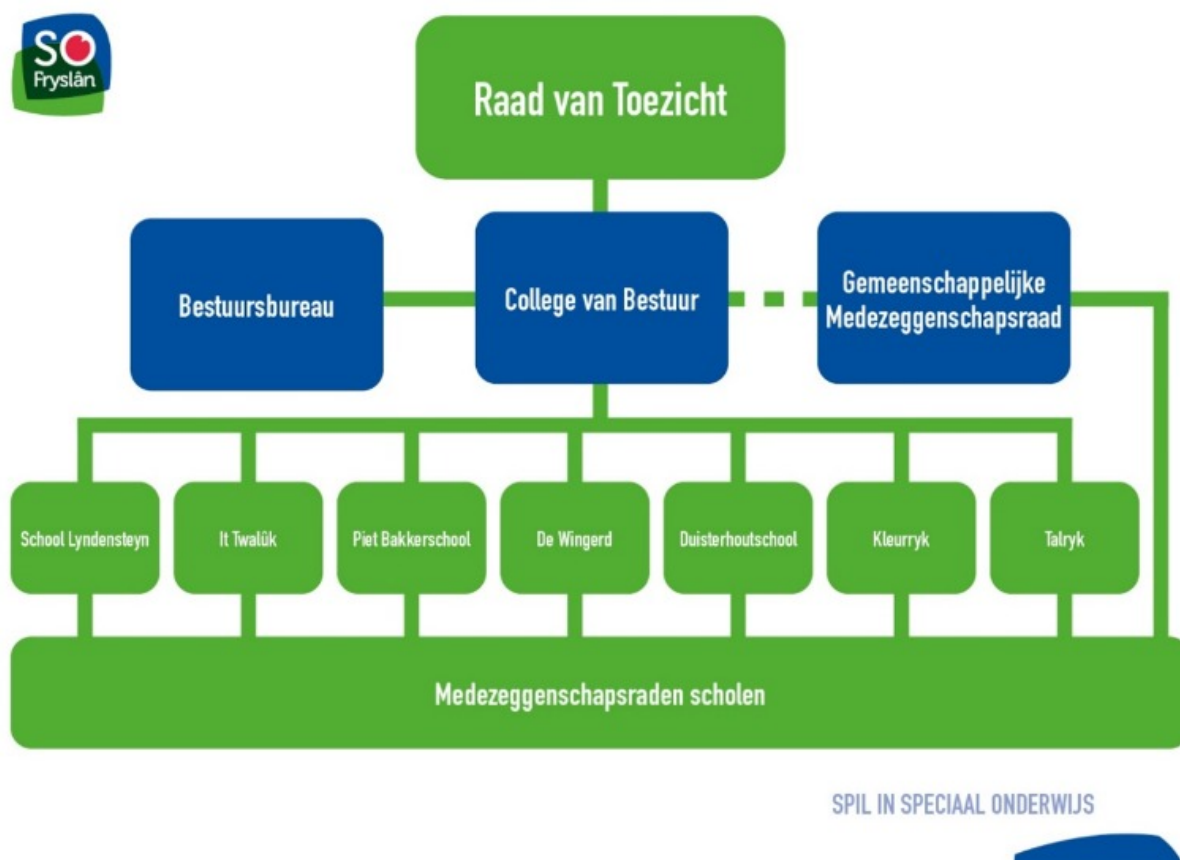 SO
Fryslân
Raad van Toezicht
Bestuursbureau
College van Bestuur
Gemeenschappelijke
Medezeggenschapsraad
School Lyndensteyn
It Twalûk
Piet Bakkerschool
De Wingerd
Duisterhoutschool
Kleurryk
Talryk
Medezeggenschapsraden scholen
SPIL IN SPECIAAL ONDERWIJS